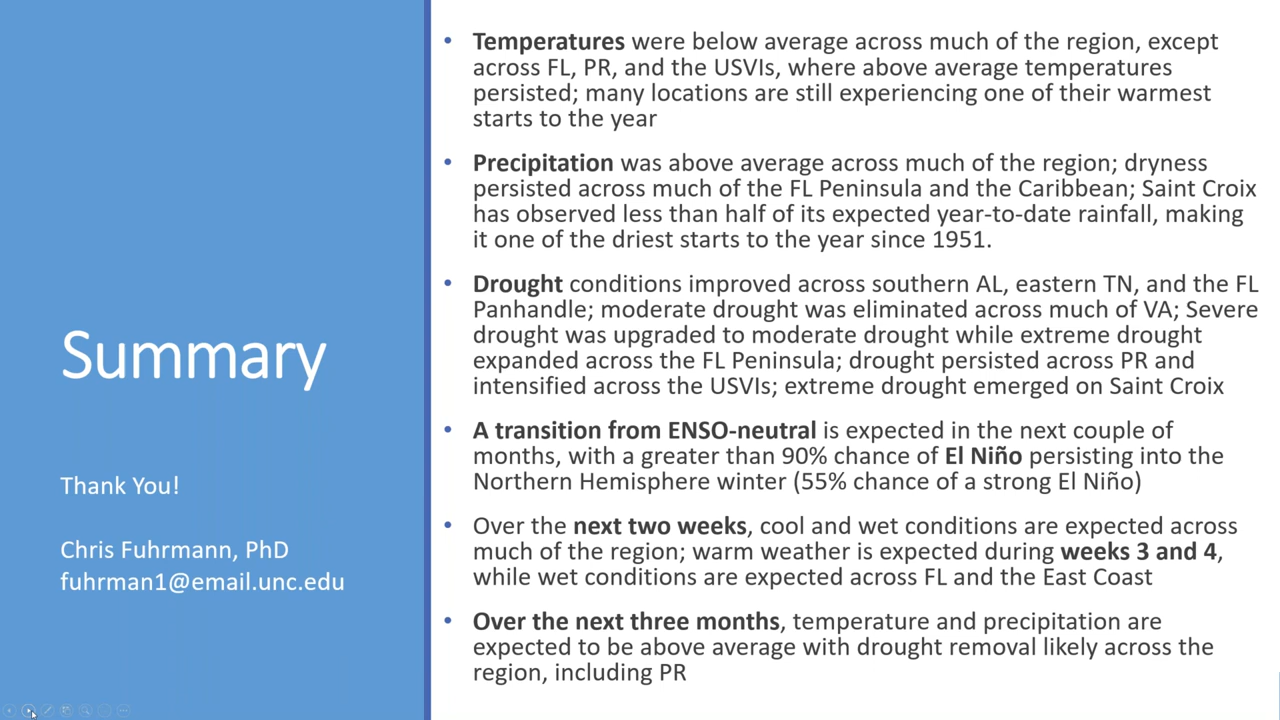 Summary
Thank You!
Chris Fuhrmann, PhD
fuhrman1@email.unc.edu
• Temperatures were below average across much of the region, except
across FL, PR, and the USVIs, where above average temperatures
persisted; many locations are still experiencing one of their warmest
starts to the year
• Precipitation was above average across much of the region; dryness
persisted across much of the FL Peninsula and the Caribbean; Saint Croix
has observed less than half of its expected year-to-date rainfall, making
it one of the driest starts to the year since 1951.
• Drought conditions improved across southern AL, eastern TN, and the FL
Panhandle; moderate drought was eliminated across much of VA; Severe
drought was upgraded to moderate drought while extreme drought
expanded across the FL Peninsula; drought persisted across PR and
intensified across the USVIs; extreme drought emerged on Saint Croix
• A transition from ENSO-neutral is expected in the next couple of
months, with a greater than 90% chance of El Niño persisting into the
Northern Hemisphere winter (55% chance of a strong El Niño)
• Over the next two weeks, cool and wet conditions are expected across
much of the region; warm weather is expected during weeks 3 and 4,
while wet conditions are expected across FL and the East Coast
• Over the next three months, temperature and precipitation are
expected to be above average with drought removal likely across the
region, including PR